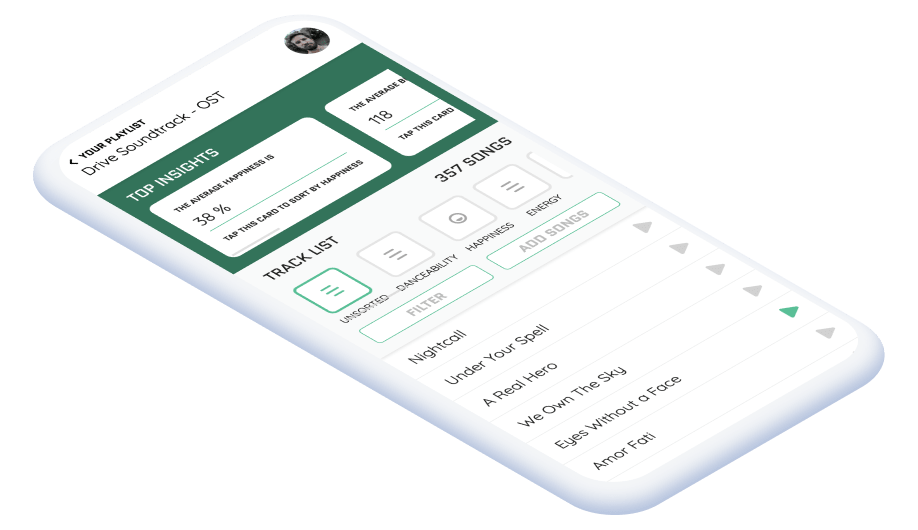 YOUR PLAYLIST
Drive Soundtrack - OST
TOP INSIGHTS
THE AVERAGE HAPPINESS IS
38 %
TAP THIS CARD TO SORT BY HAPPINESS
THE AVERAGE B
118
TAP THIS CARD
TRACK LIST
357 SONGS
UNSORTED
DANCEABILITY
HAPPINESS
ENERGY
FILTER
ADD SONGS
Nightcall
Under Your Spell
A Real Hero
We Own The Sky
Eyes Without a Face
Amor Fati